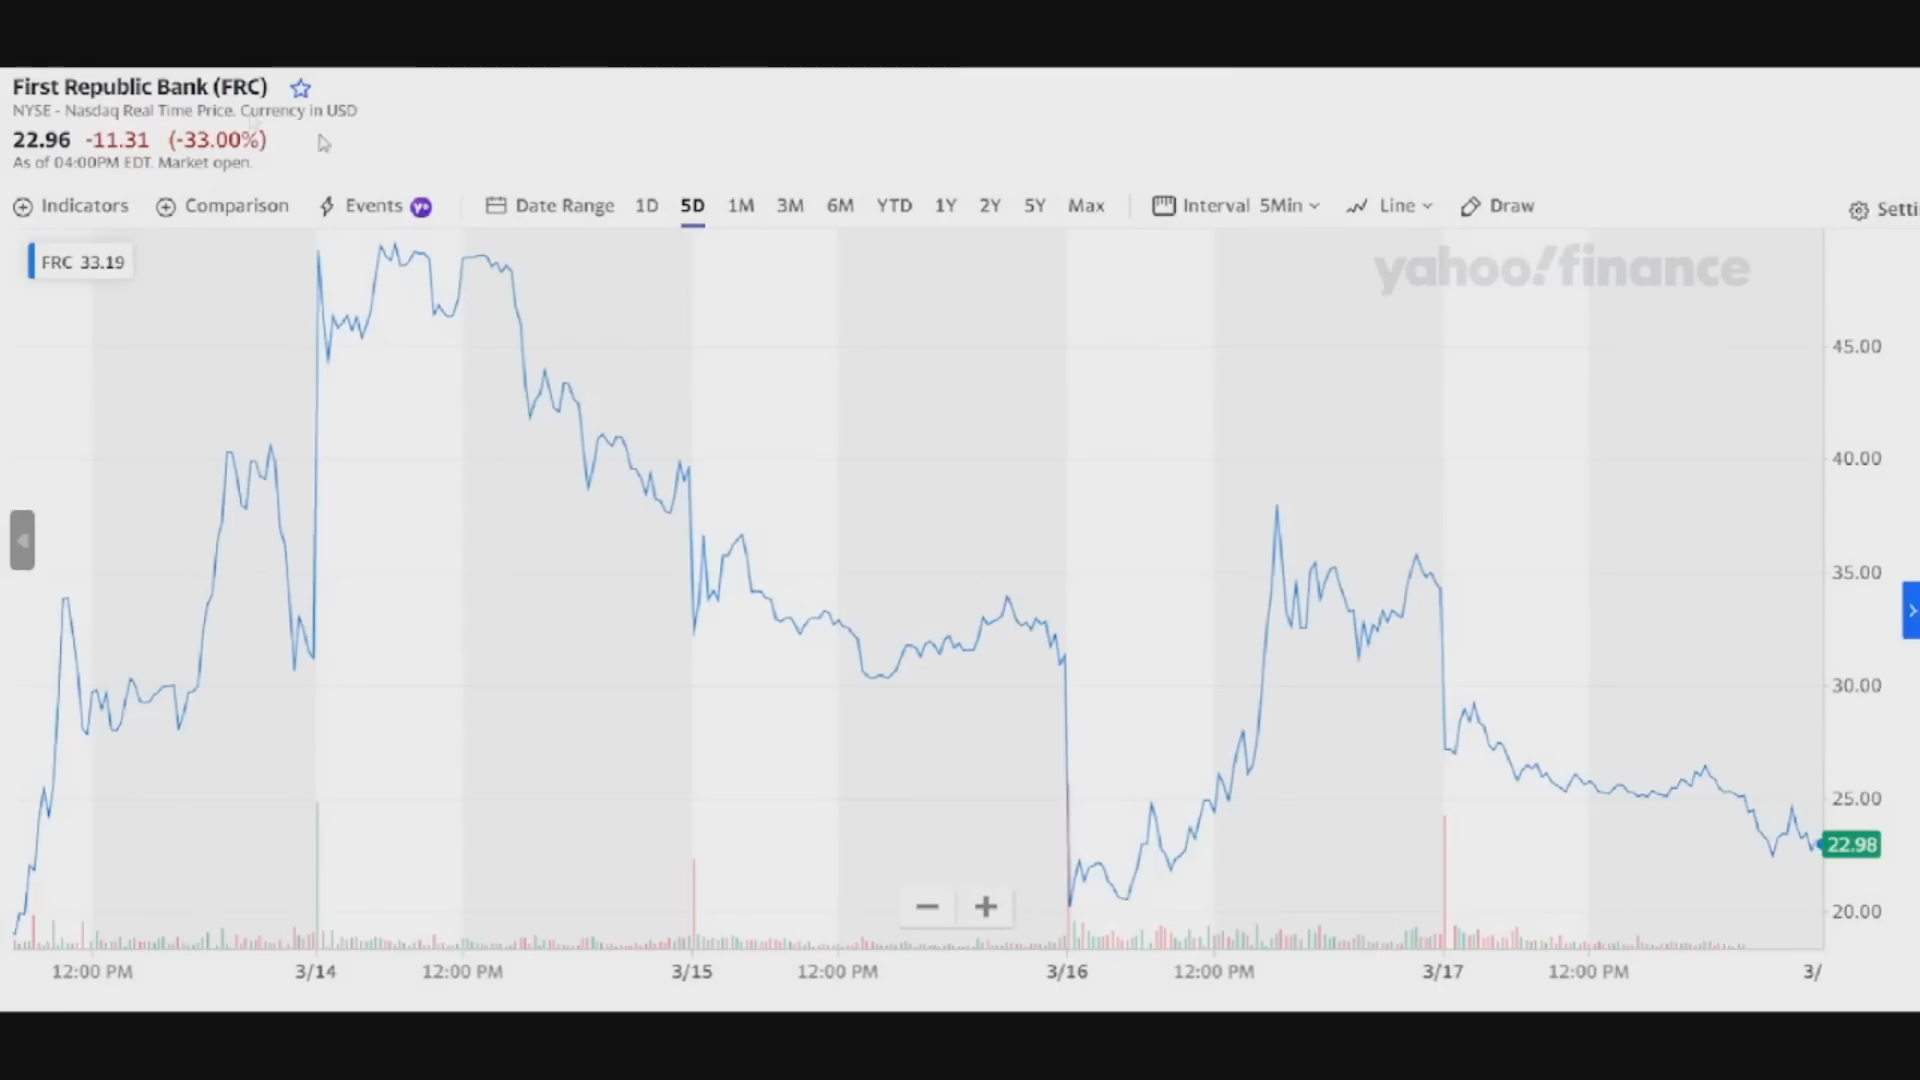 First Republic Bank (FRC)
NYSE - Nasdaq Real Time Price. Currency in USD
22.96 -11.31 (-33.00%)
As of 04:00PM EDT. Market open.
Indicators Comparison Events y+ Date Range 1D 5D 1M 3M 6M YTD 1Y 2Y 5Y Max Interval 5Min Line Draw Setti
FRC 33.19
yahoo!finance
45.00
40.00
35.00
30.00
25.00
22.98
20.00
12:00 PM 3/14 12:00 PM 3/15 12:00 PM 3/16 12:00 PM 3/17 12:00 PM 3/